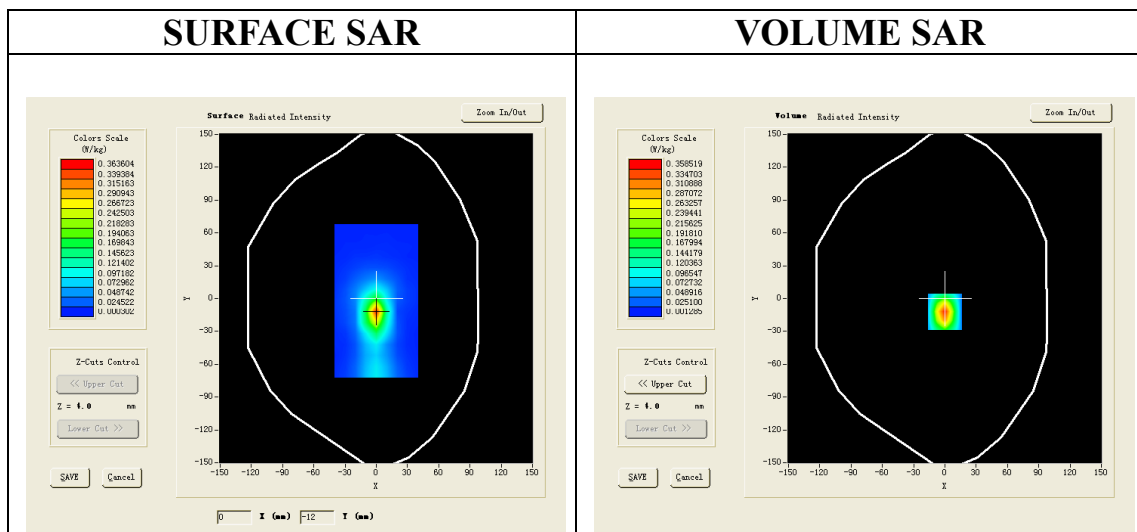 SURFACE SAR
VOLUME SAR
Surface Radiated Intensity
Zoom In/Out
Colors Scale
(W/kg)
0.363604
0.339384
0.315163
0.290943
0.266723
0.242503
0.218283
0.194063
0.169843
0.145623
0.121402
0.097182
0.072962
0.048742
0.024522
0.000302
150
120
90
60
30
0
-30
-60
-90
-120
-150
Y
-150 -120 -90 -60 -30 0 30 60 90 120 150
X
Z-Cuts Control
<< Upper Cut
Z = 4.0 mm
Lower Cut >>
SAVE Cancel
0 X (mm) -12 Y (mm)
Volume Radiated Intensity
Zoom In/Out
Colors Scale
(W/kg)
0.358519
0.334703
0.310888
0.287072
0.263257
0.239441
0.215625
0.191810
0.167994
0.144179
0.120363
0.096547
0.072732
0.048916
0.025100
0.001285
150
120
90
60
30
0
-30
-60
-90
-120
-150
Y
-150 -120 -90 -60 -30 0 30 60 90 120 150
X
Z-Cuts Control
<< Upper Cut
Z = 4.0 mm
Lower Cut >>
SAVE Cancel